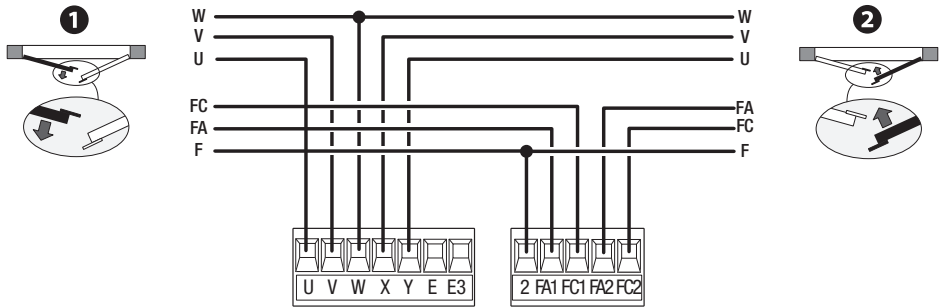 1
2
W W
V V
U U
FC FA
FA FC
F F
U V W X Y E E3
2 FA1 FC1 FA2 FC2